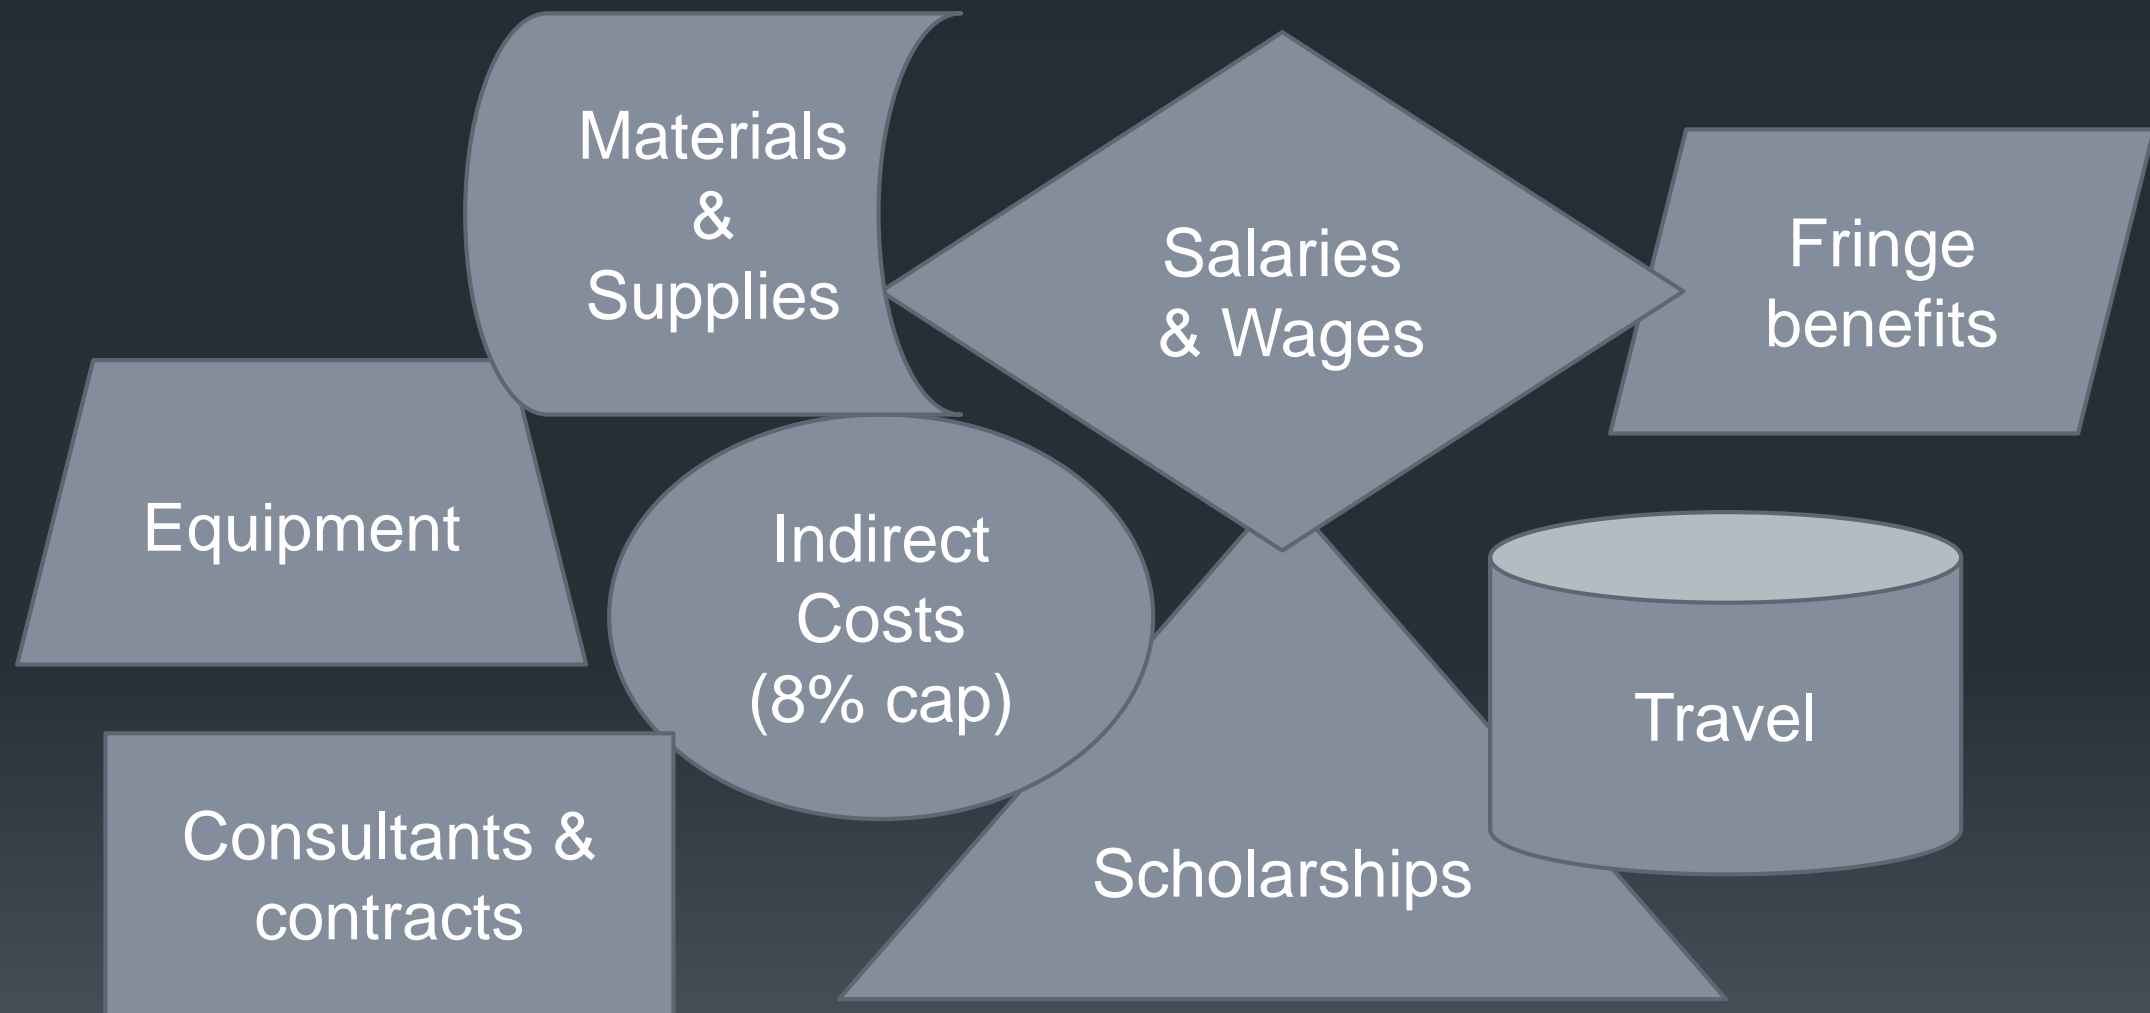 Materials
&
Supplies
Salaries
& Wages
Fringe
benefits
Equipment
Indirect
Costs
(8% cap)
Travel
Consultants &
contracts
Scholarships